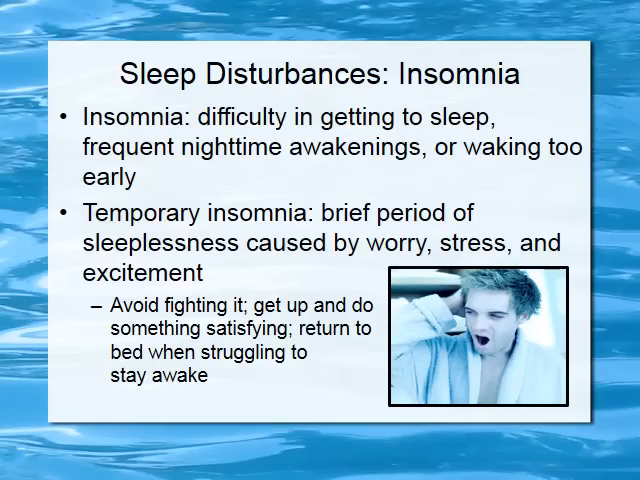 Sleep Disturbances: Insomnia
• Insomnia: difficulty in getting to sleep,
frequent nighttime awakenings, or waking too
early
• Temporary insomnia: brief period of
sleeplessness caused by worry, stress, and
excitement
– Avoid fighting it; get up and do
something satisfying; return to
bed when struggling to
stay awake